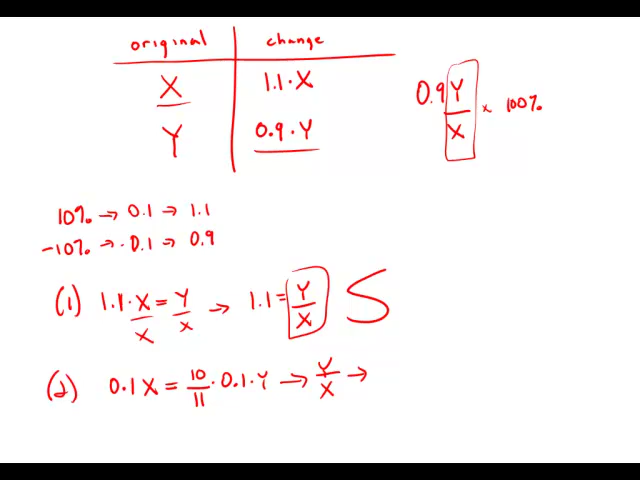 original change
X 1.1·X
Y 0.9·Y
0.9 Y/X × 100%
10% → 0.1 → 1.1
-10% → -0.1 → 0.9
(1) 1.1·X/X = Y/X → 1.1 = Y/X S
(2) 0.1X = 10/11 · 0.1·Y → Y/X →